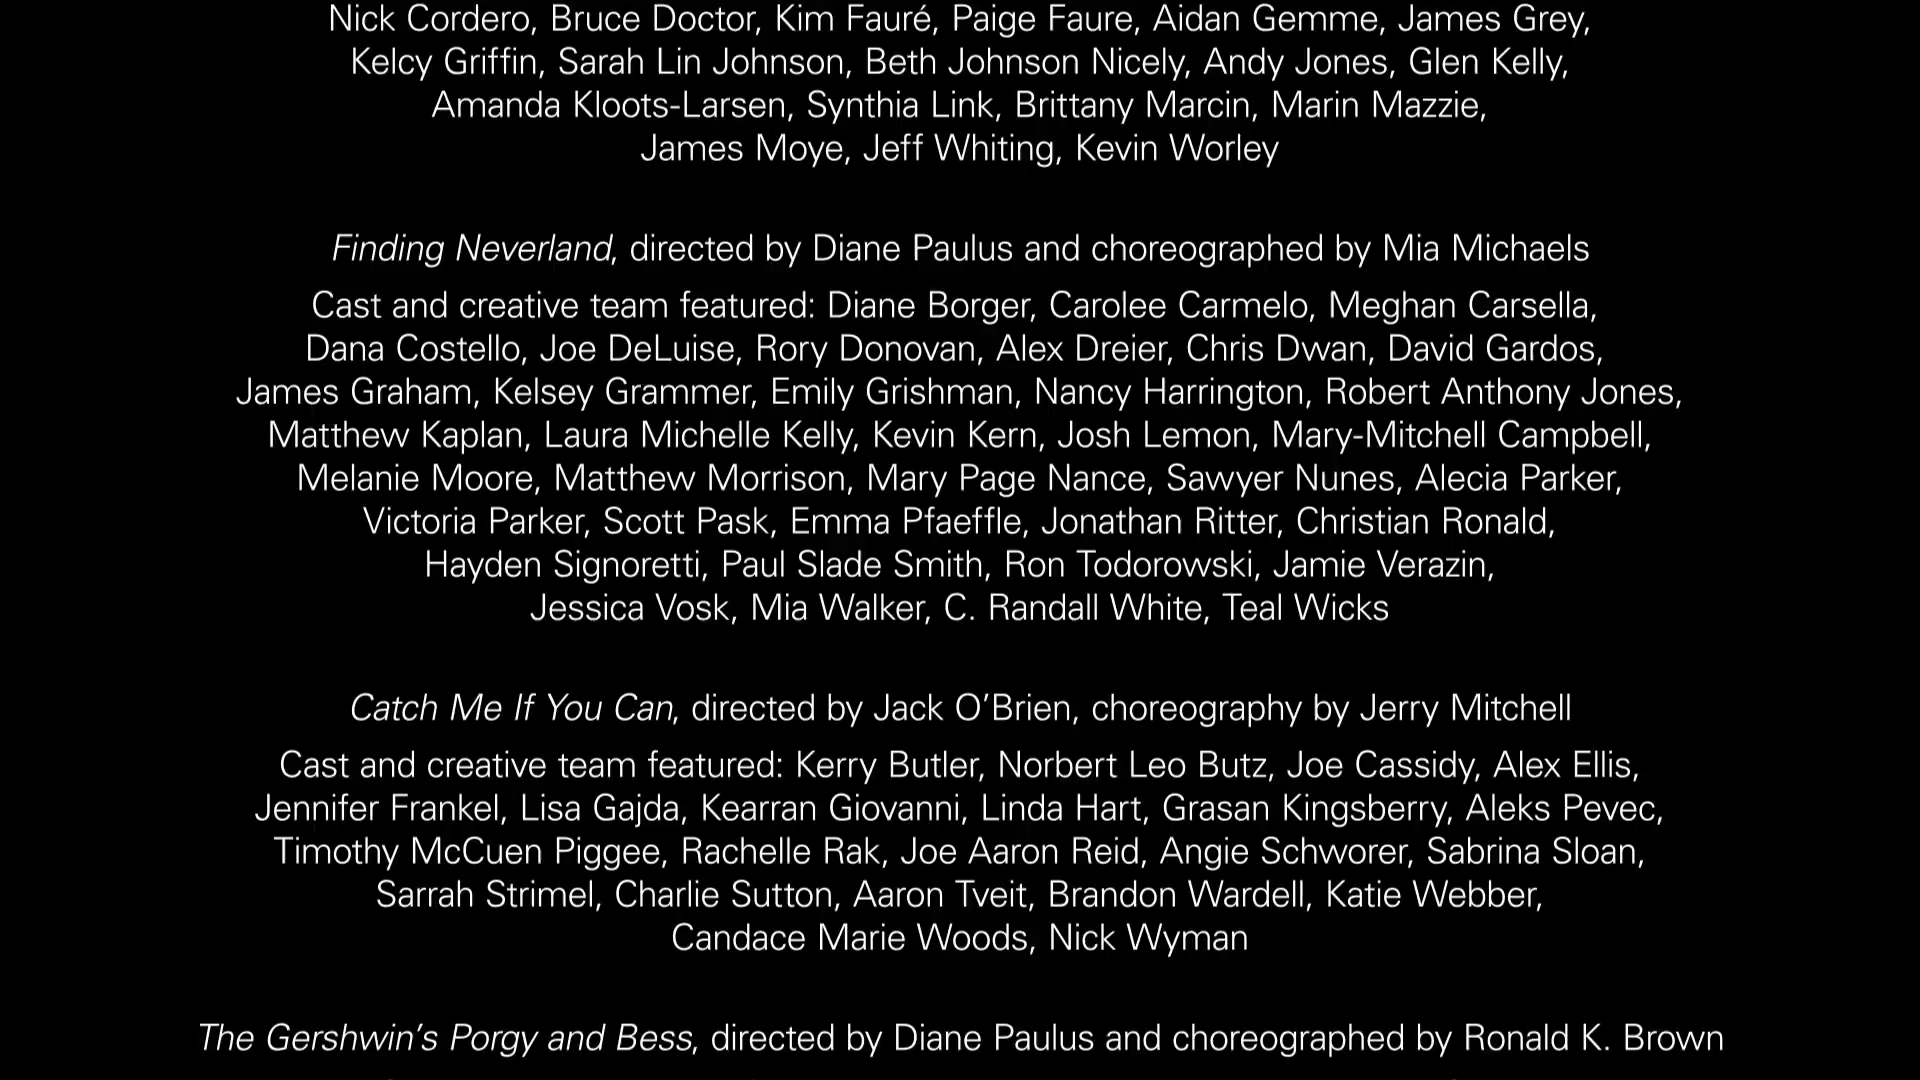 Nick Cordero, Bruce Doctor, Kim Fauré, Paige Faure, Aidan Gemme, James Grey,
Kelcy Griffin, Sarah Lin Johnson, Beth Johnson Nicely, Andy Jones, Glen Kelly,
Amanda Kloots-Larsen, Synthia Link, Brittany Marcin, Marin Mazzie,
James Moye, Jeff Whiting, Kevin Worley
Finding Neverland, directed by Diane Paulus and choreographed by Mia Michaels
Cast and creative team featured: Diane Borger, Carolee Carmelo, Meghan Carsella,
Dana Costello, Joe DeLuise, Rory Donovan, Alex Dreier, Chris Dwan, David Gardos,
James Graham, Kelsey Grammer, Emily Grishman, Nancy Harrington, Robert Anthony Jones,
Matthew Kaplan, Laura Michelle Kelly, Kevin Kern, Josh Lemon, Mary-Mitchell Campbell,
Melanie Moore, Matthew Morrison, Mary Page Nance, Sawyer Nunes, Alecia Parker,
Victoria Parker, Scott Pask, Emma Pfaeffle, Jonathan Ritter, Christian Ronald,
Hayden Signoretti, Paul Slade Smith, Ron Todorowski, Jamie Verazin,
Jessica Vosk, Mia Walker, C. Randall White, Teal Wicks
Catch Me If You Can, directed by Jack O’Brien, choreography by Jerry Mitchell
Cast and creative team featured: Kerry Butler, Norbert Leo Butz, Joe Cassidy, Alex Ellis,
Jennifer Frankel, Lisa Gajda, Kearran Giovanni, Linda Hart, Grasan Kingsberry, Aleks Pevec,
Timothy McCuen Piggee, Rachelle Rak, Joe Aaron Reid, Angie Schworer, Sabrina Sloan,
Sarrah Strimel, Charlie Sutton, Aaron Tveit, Brandon Wardell, Katie Webber,
Candace Marie Woods, Nick Wyman
The Gershwin’s Porgy and Bess, directed by Diane Paulus and choreographed by Ronald K. Brown